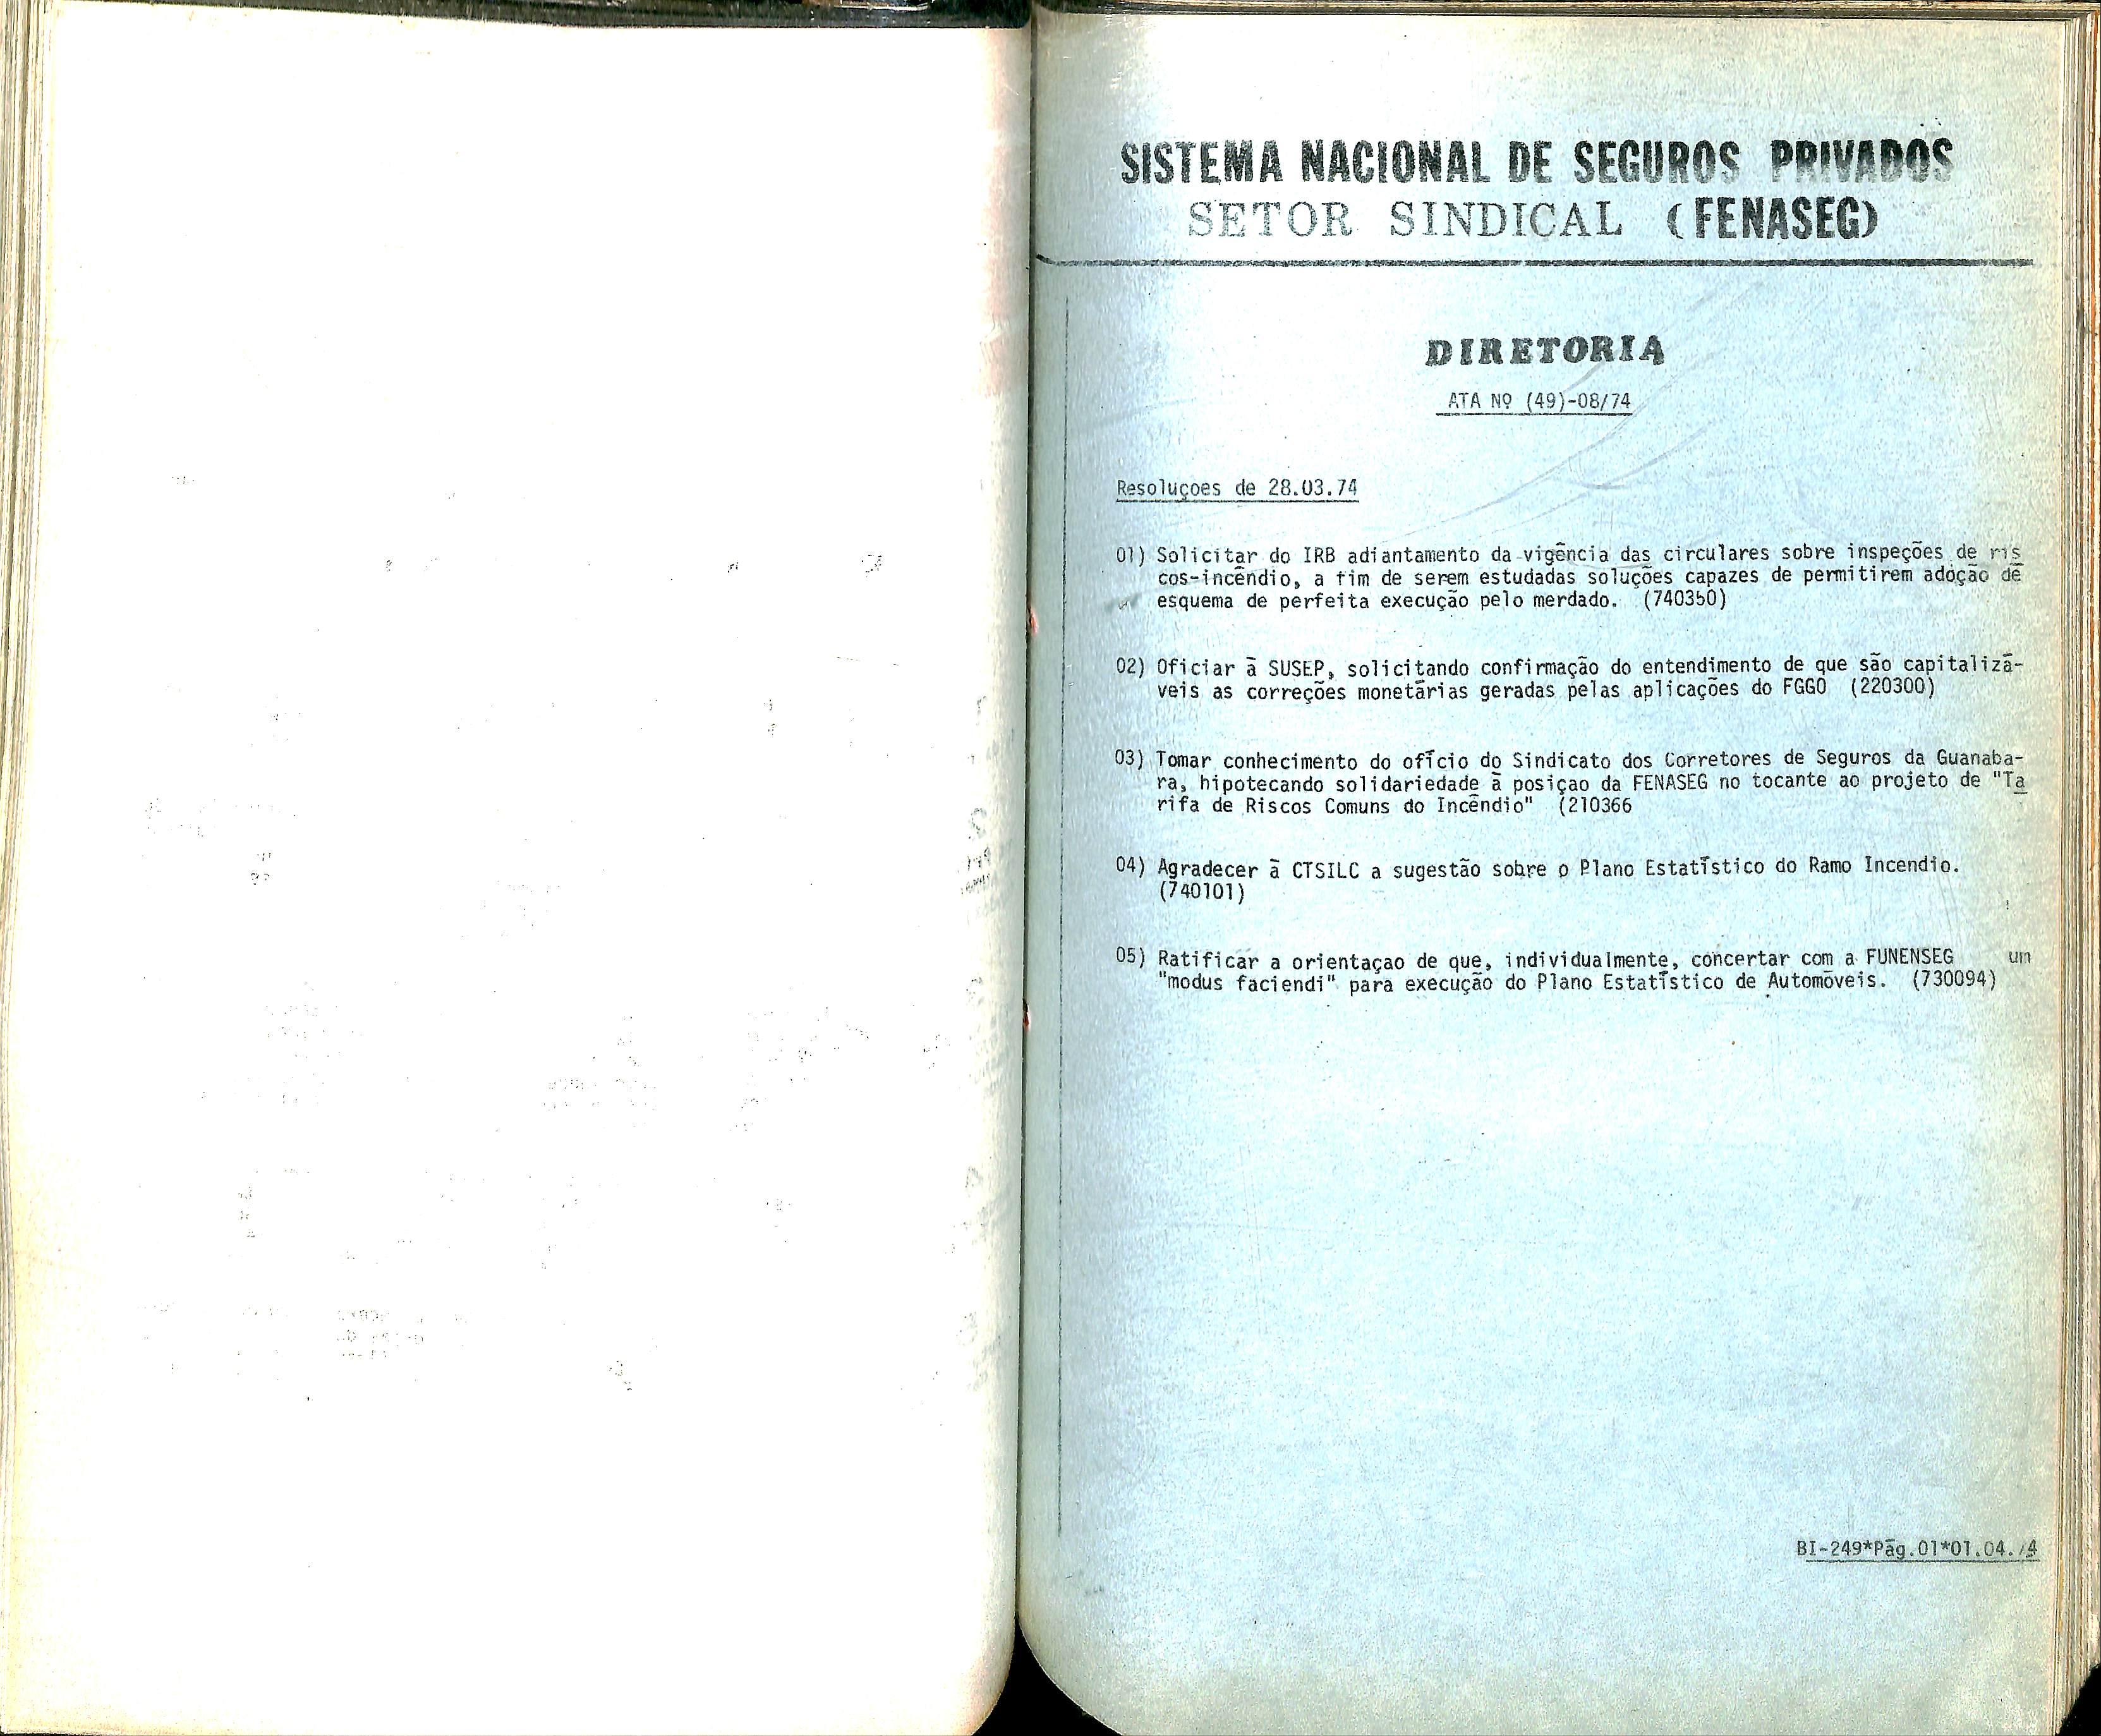 SISTEMA NACIONAL DE SEGUROS PRIVADOS
SETOR SINDICAL (FENASEG)
DIRETORIA
ATA Nº (49)-08/74
Resoluçoes de 28.03.74
01) Solicitar do IRB adiantamento da vigência das circulares sobre inspeções de ris
cos-incêndio, a fim de serem estudadas soluções capazes de permitirem adoção de
esquema de perfeita execução pelo merdado. (740350)
02) Oficiar à SUSEP, solicitando confirmação do entendimento de que são capitalizá-
veis as correções monetárias geradas pelas aplicações do FGGO (220300)
03) Tomar conhecimento do ofício do Sindicato dos Corretores de Seguros da Guanaba-
ra, hipotecando solidariedade à posiçao da FENASEG no tocante ao projeto de "Ta
rifa de Riscos Comuns do Incêndio" (210366
04) Agradecer à CTSILC a sugestão sobre o Plano Estatístico do Ramo Incendio.
(740101)
05) Ratificar a orientaçao de que, individualmente, concertar com a FUNENSEG um
"modus faciendi" para execução do Plano Estatístico de Automóveis. (730094)
BI-249*Pág.01*01.04.74